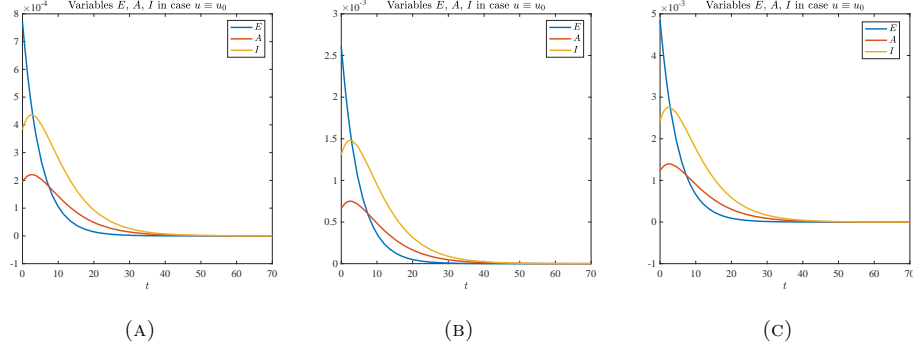 ×10⁻⁴ Variables E, A, I in case u ≡ u₀
8
7
6
5
4
3
2
1
0
-1
0 10 20 30 40 50 60 70
t
E
A
I
(A)
×10⁻³ Variables E, A, I in case u ≡ u₀
3
2.5
2
1.5
1
0.5
0
0 10 20 30 40 50 60 70
t
E
A
I
(B)
×10⁻³ Variables E, A, I in case u ≡ u₀
5
4
3
2
1
0
-1
0 10 20 30 40 50 60 70
t
E
A
I
(C)